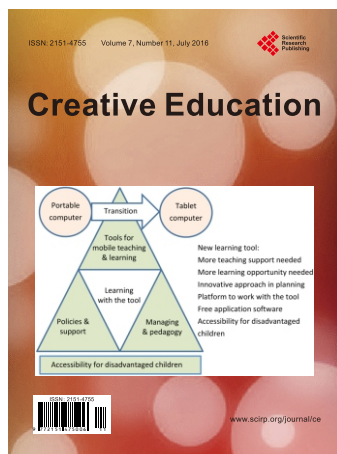 ISSN: 2151-4755 Volume 7, Number 11, July 2016
Scientific
Research
Publishing
Creative Education
Portable
computer
Transition
Tablet
computer
Tools for
mobile teaching
& learning
Learning
with the tool
Policies &
support
Managing
& pedagogy
Accessibility for disadvantaged children
New learning tool:
More teaching support needed
More learning opportunity needed
Innovative approach in planning
Platform to work with the tool
Free application software
Accessibility for disadvantaged
children
ISSN: 2151-4755
www.scirp.org/journal/ce